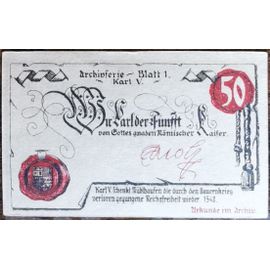 Archivserie - Blatt 1.
Karl V.
50
Wir Karl der Funfft
von Gottes gnaden Römischer Kaiser.
Karl V. schenkt Mühlhausen die durch den Bauernkrieg
verloren gegangene Reichsfreiheit wieder 1548.
Urkunde im Archiv.